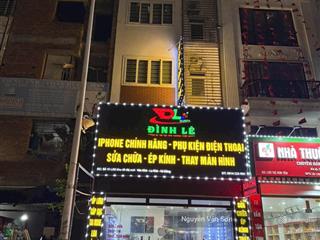 ĐÌNH LÊ
IPHONE CHÍNH HÃNG - PHỤ KIỆN ĐIỆN THOẠI
SỬA CHỮA - ÉP KÍNH - THAY MÀN HÌNH
NHÀ THUỐ
Nguyễn Văn Sơn